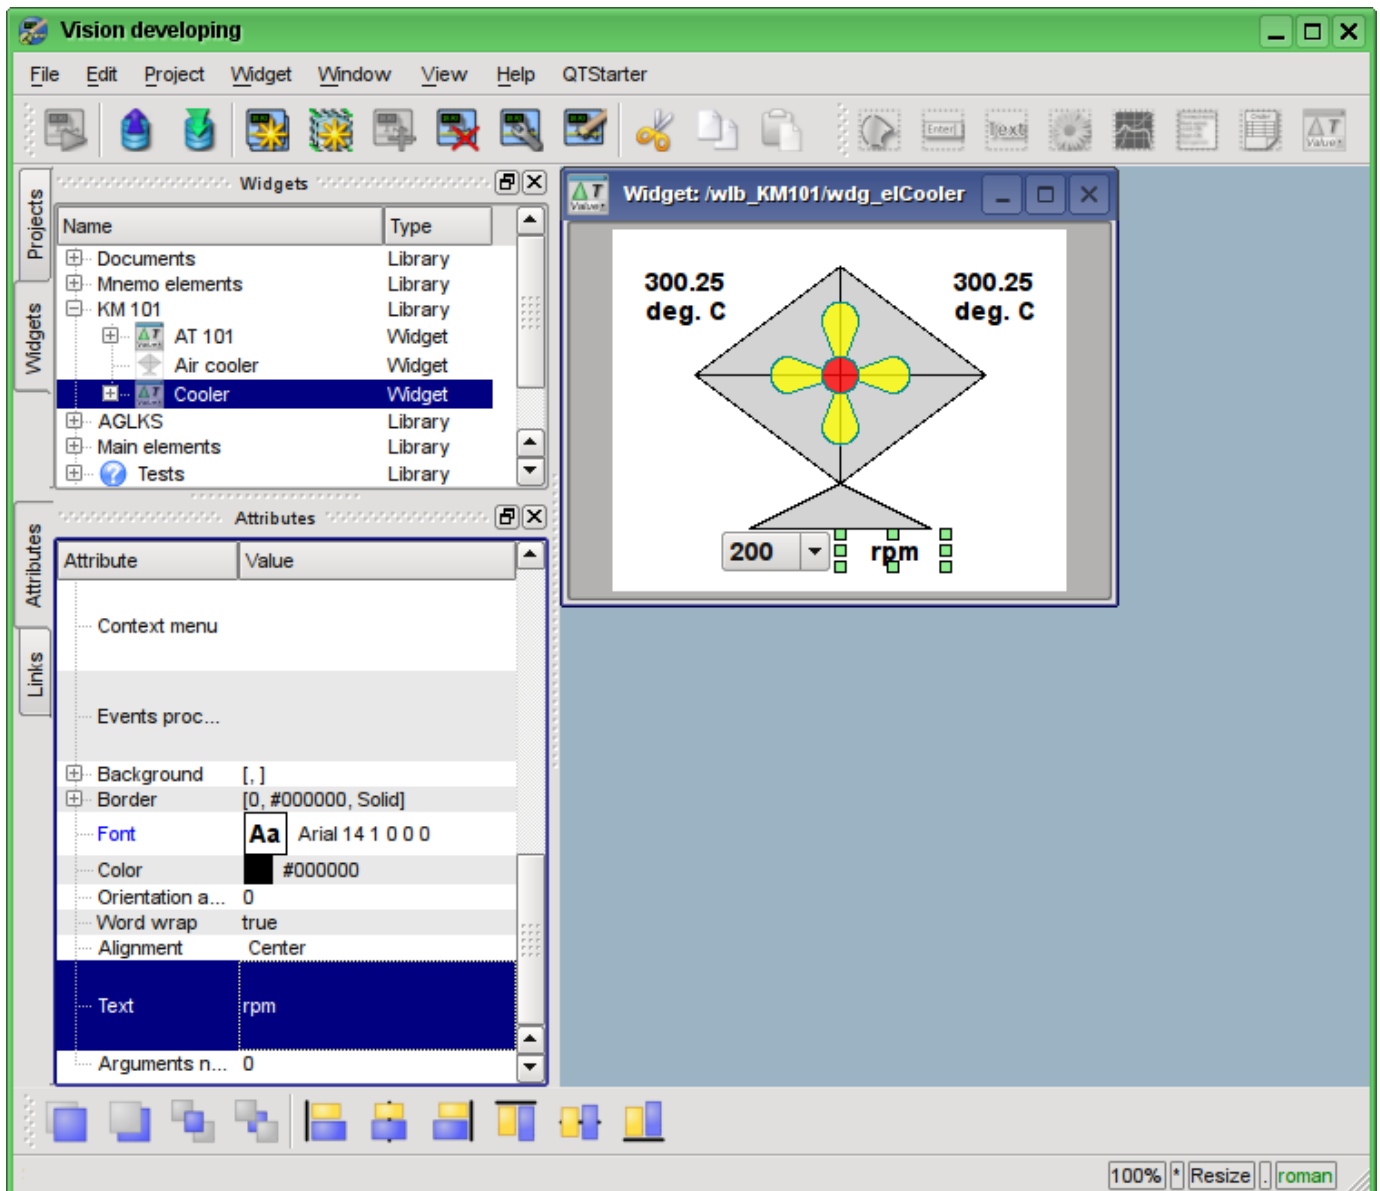 Vision developing
File Edit Project Widget Window View Help QTStarter
Enter
Text
Value
Projects
Widgets
Widgets
Name Type
Documents Library
Mnemo elements Library
KM 101 Library
AT 101 Widget
Air cooler Widget
Cooler Widget
AGLKS Library
Main elements Library
Tests Library
Widget: /wlb_KM101/wdg_elCooler
300.25
deg. C
300.25
deg. C
200 rpm
Attributes
Links
Attributes
Attribute Value
Context menu
Events proc...
Background [, ]
Border [0, #000000, Solid]
Font Aa Arial 14 1 0 0 0
Color #000000
Orientation a... 0
Word wrap true
Alignment Center
Text rpm
Arguments n... 0
100% * Resize . roman